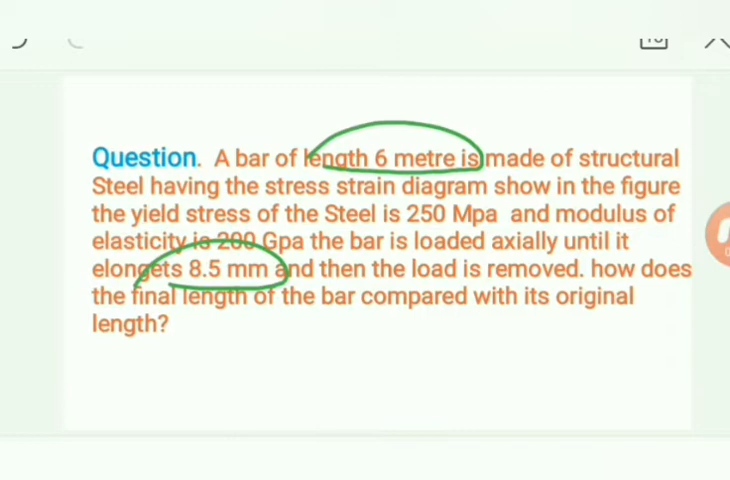 Question. A bar of length 6 metre is made of structural
Steel having the stress strain diagram show in the figure
the yield stress of the Steel is 250 Mpa and modulus of
elasticity is 200 Gpa the bar is loaded axially until it
elongets 8.5 mm and then the load is removed. how does
the final length of the bar compared with its original
length?